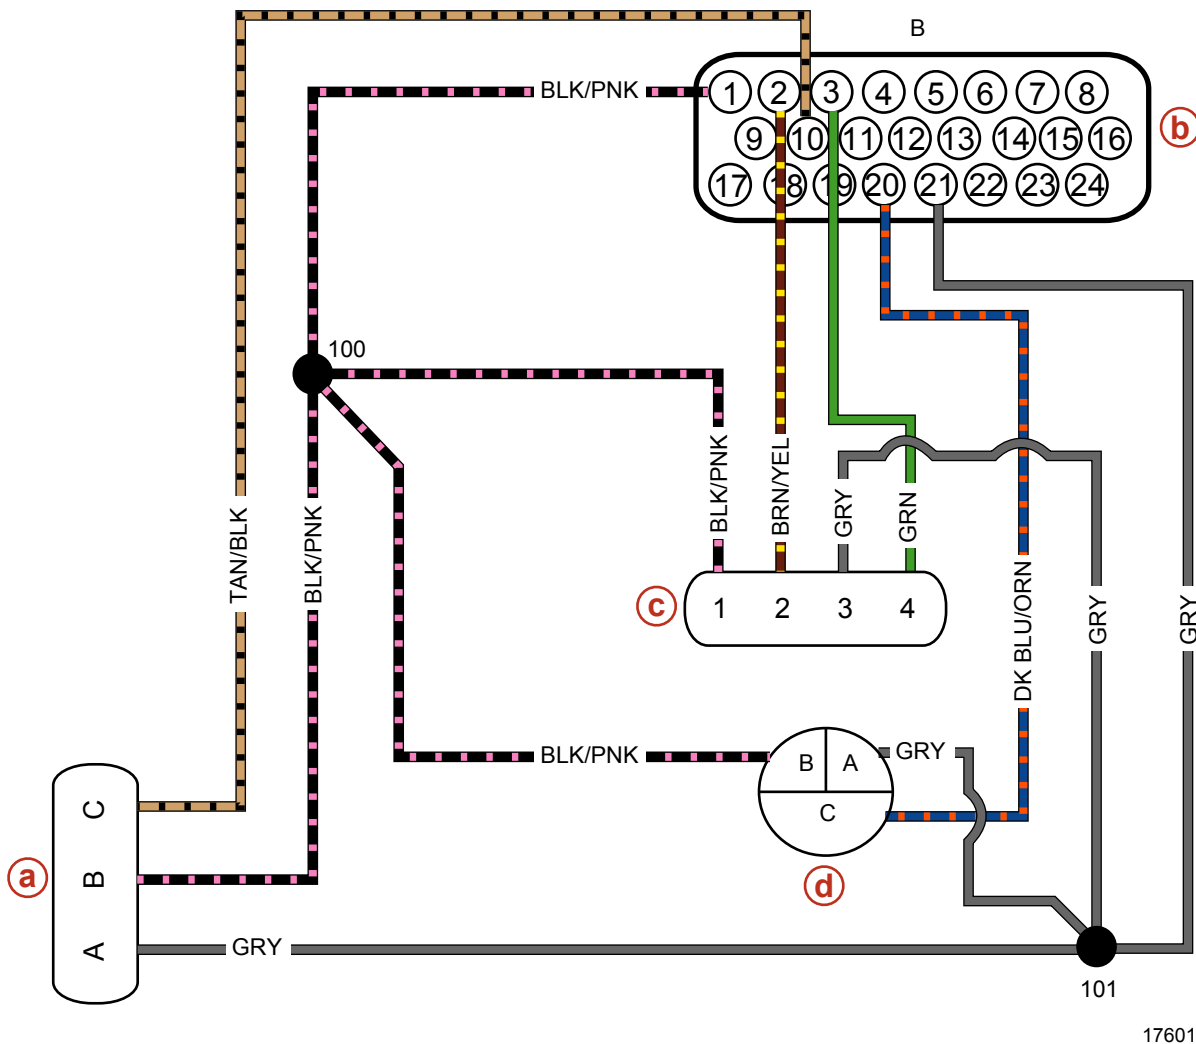 B
BLK/PNK
1 2 3 4 5 6 7 8
b
9 10 11 12 13 14 15 16
17 18 19 20 21 22 23 24
100
TAN/BLK
BLK/PNK
BLK/PNK
BRN/YEL
GRY
GRN
DK BLU/ORN
GRY
GRY
c
1 2 3 4
BLK/PNK
B A
GRY
C
d
C
B
A
a
GRY
101
17601